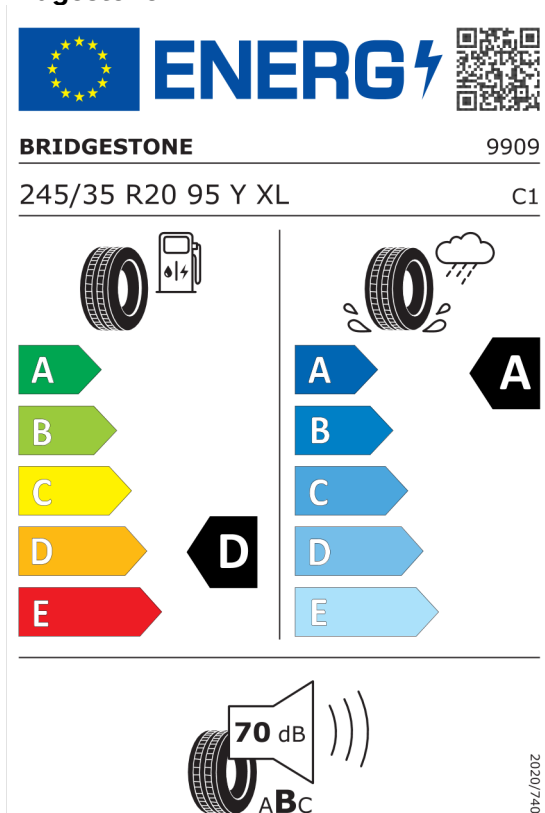 ENERG
BRIDGESTONE 9909
245/35 R20 95 Y XL C1
A A A
B B
C C
D D D
E E
70 dB
ABC
2020/740